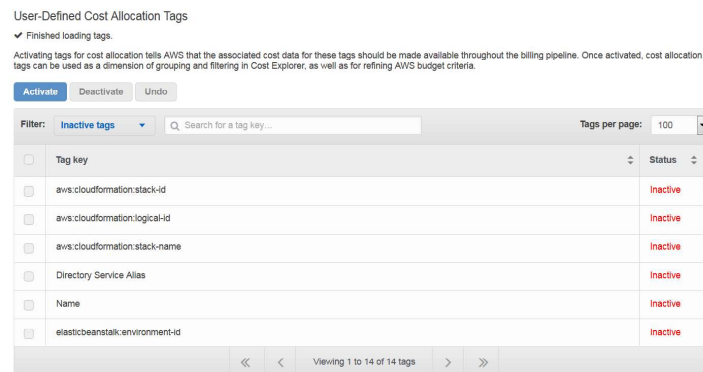 User-Defined Cost Allocation Tags
✔ Finished loading tags.
Activating tags for cost allocation tells AWS that the associated cost data for these tags should be made available throughout the billing pipeline. Once activated, cost allocation
tags can be used as a dimension of grouping and filtering in Cost Explorer, as well as for refining AWS budget criteria.
Activate Deactivate Undo
Filter: Inactive tags Search for a tag key... Tags per page: 100
Tag key Status
aws:cloudformation:stack-id Inactive
aws:cloudformation:logical-id Inactive
aws:cloudformation:stack-name Inactive
Directory Service Alias Inactive
Name Inactive
elasticbeanstalk:environment-id Inactive
« < Viewing 1 to 14 of 14 tags > »